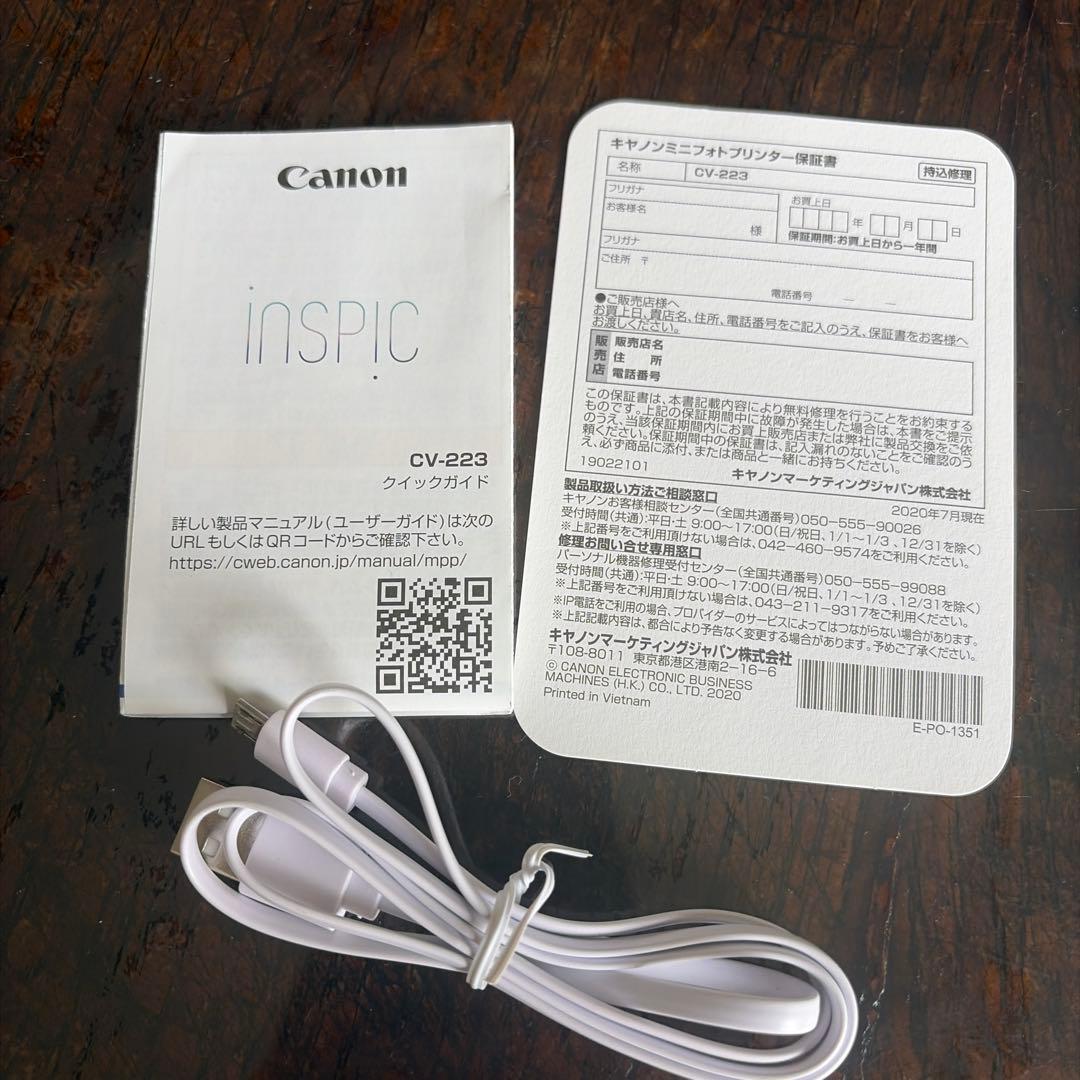 Canon
inspic
CV-223
クイックガイド
詳しい製品マニュアル(ユーザーガイド)は次の
URLもしくはQRコードからご確認下さい。
https://cweb.canon.jp/manual/mpp/
キヤノンミニフォトプリンター保証書
持込修理
名称 CV-223
フリガナ
お客様名
様
お買上日
年 月 日
保証期間:お買上日から一年間
フリガナ
ご住所 〒
電話番号 — —
●ご販売店様へ
お買上日、貴店名、住所、電話番号をご記入のうえ、保証書をお客様へ
お渡しください。
販売店
販売店名
住 所
電話番号
この保証書は、本書記載内容により無料修理を行うことをお約束する
ものです。上記の保証期間中に故障が発生した場合は、本書をご提示
のうえ、当該保証期間内にお買上販売店または弊社に製品交換をご依
頼ください。保証期間中の保証書は、記入漏れのないことをご確認のう
え、必ず商品に添付、または商品と一緒にお持ちください。
19022101
キヤノンマーケティングジャパン株式会社
2020年7月現在
製品取扱い方法ご相談窓口
キヤノンお客様相談センター(全国共通番号)050-555-90026
受付時間(共通):平日・土 9:00〜17:00(日/祝日、1/1〜1/3 、12/31を除く)
※上記番号をご利用頂けない場合は、042-460-9574をご利用ください。
修理お問い合せ専用窓口
パーソナル機器修理受付センター(全国共通番号)050-555-99088
受付時間(共通):平日・土 9:00〜17:00(日/祝日、1/1〜1/3 、12/31を除く)
※上記番号をご利用頂けない場合は、043-211-9317をご利用ください。
※IP電話をご利用の場合、プロバイダーのサービスによってはつながらない場合があります。
※上記記載内容は、都合により予告なく変更する場合があります。予めご了承ください。
キヤノンマーケティングジャパン株式会社
〒108-8011 東京都港区港南2-16-6
© CANON ELECTRONIC BUSINESS
MACHINES (H.K.) CO., LTD. 2020
Printed in Vietnam
E-PO-1351